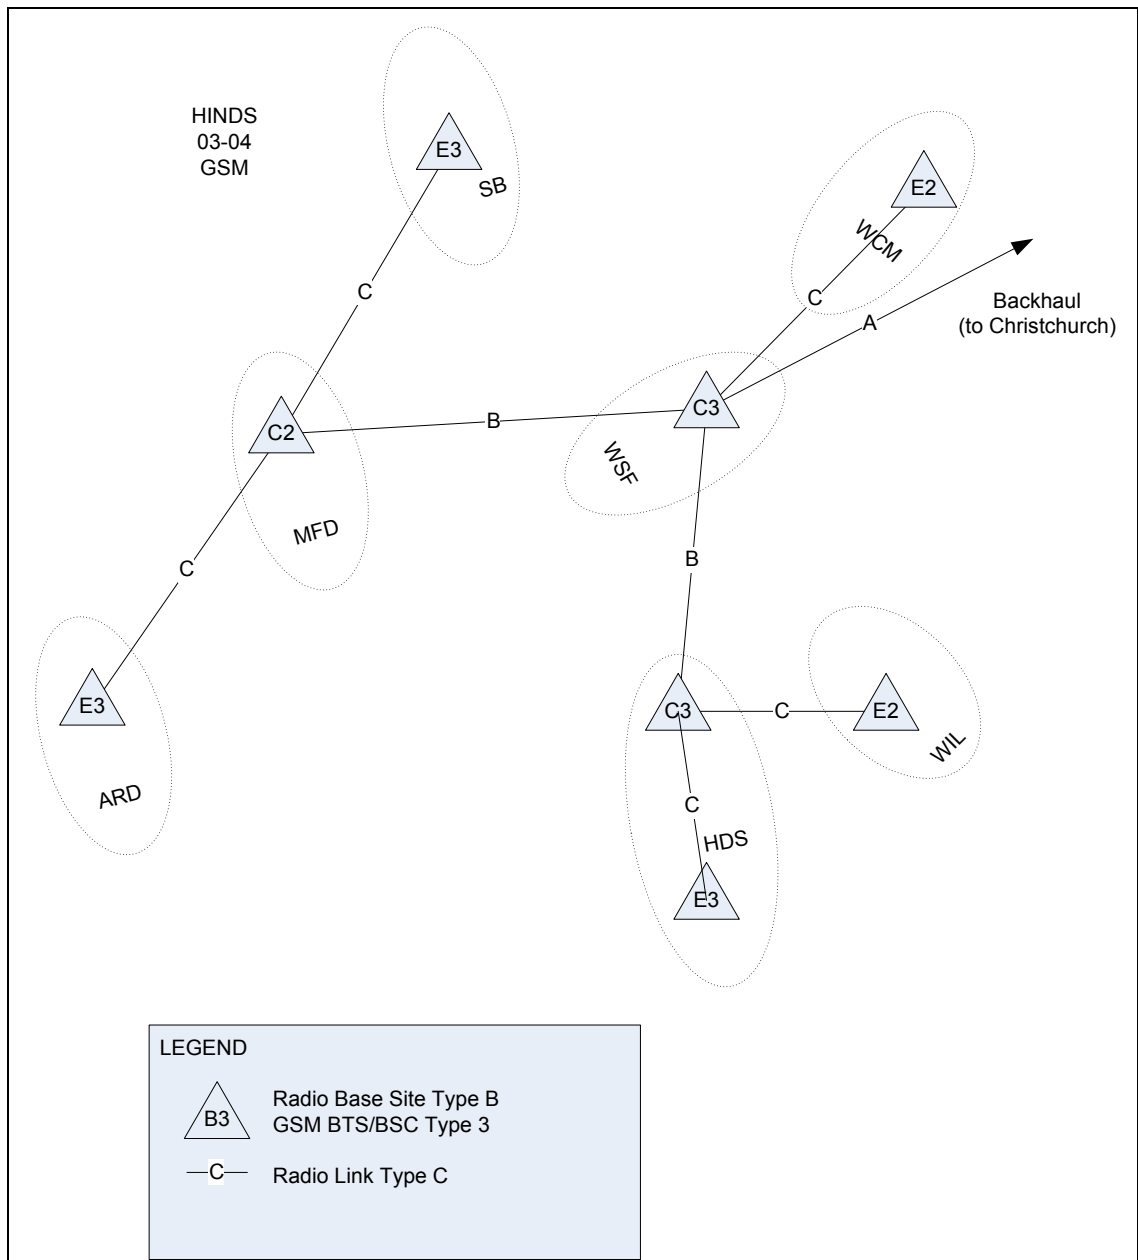 HINDS
03-04
GSM
E3
SB
E2
WCM
C
C
A
Backhaul
(to Christchurch)
C2
B
C3
WSF
MFD
C
B
E3
C3
C
E2
WIL
ARD
C
HDS
E3
LEGEND
B3
Radio Base Site Type B
GSM BTS/BSC Type 3
C
Radio Link Type C